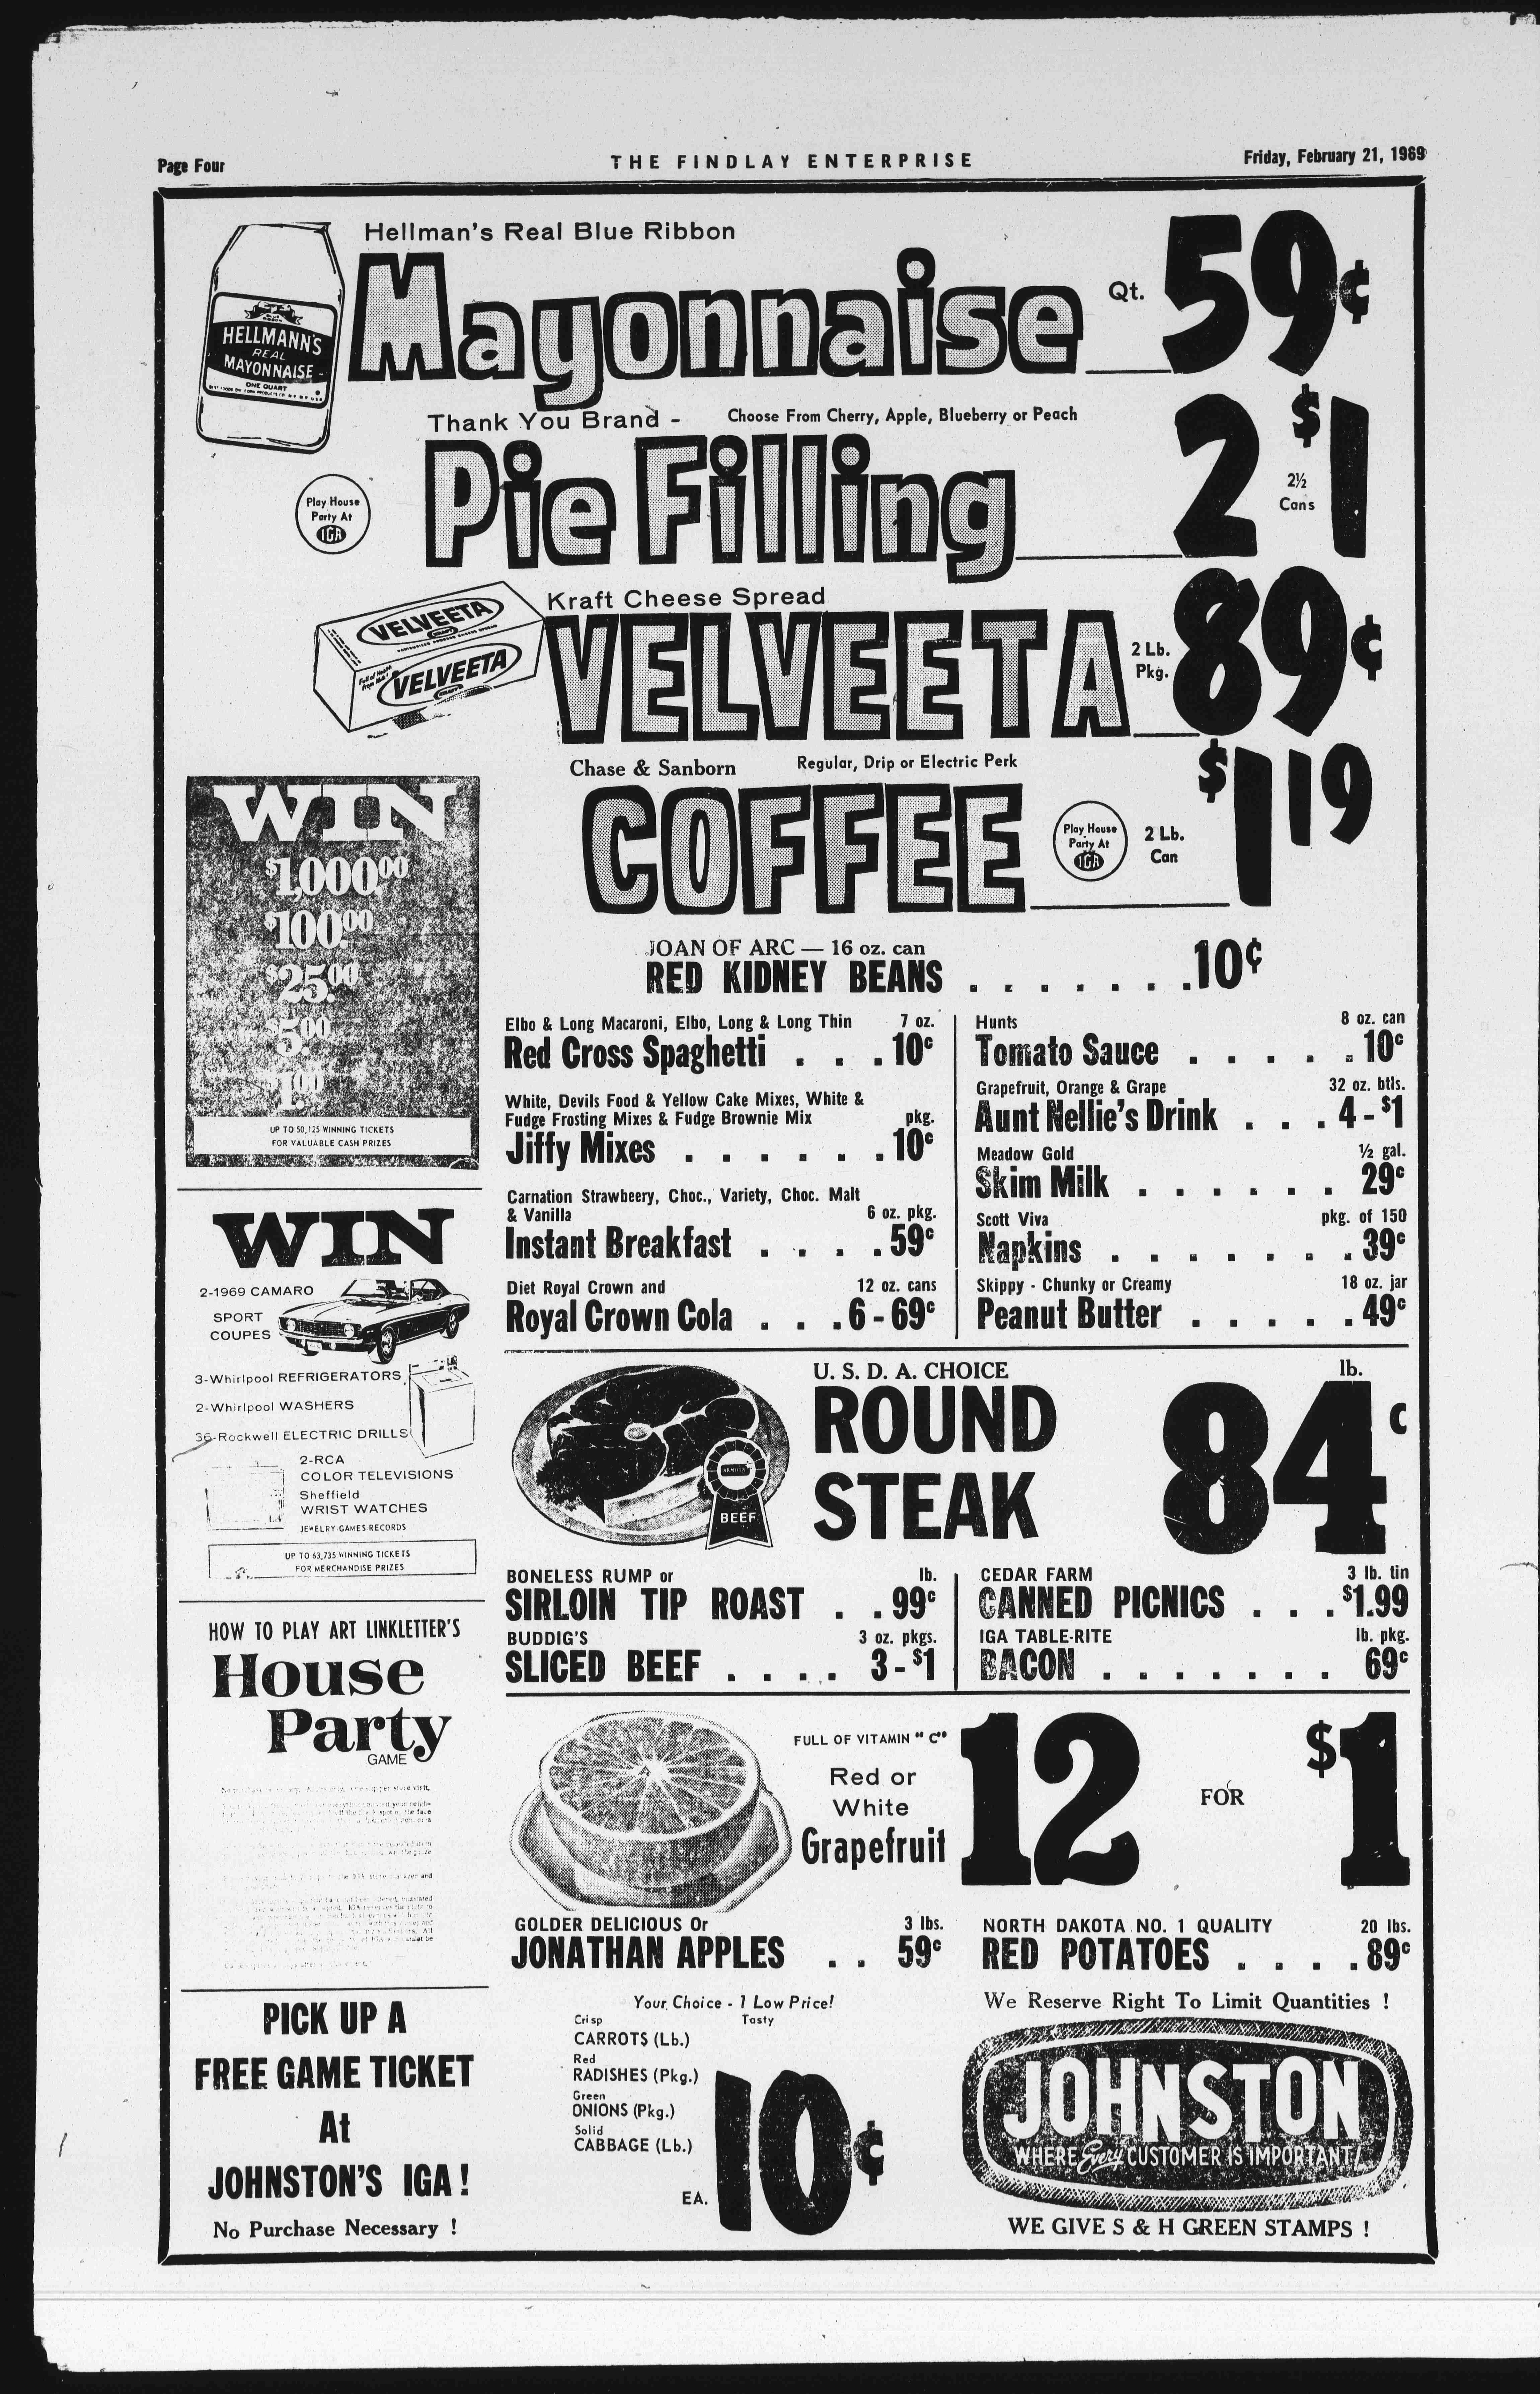 Page Four
THE FINDLAY ENTERPRISE
Friday, February 21, 1969
Hellman's Real Blue Ribbon
Mayonnaise
Qt.
59¢
HELLMANN'S
REAL
MAYONNAISE
ONE QUART
Thank You Brand -
Choose From Cherry, Apple, Blueberry or Peach
Pie Filling
2 2½ Cans $1
Play House
Party At
IGA
Kraft Cheese Spread
VELVEETA
2 Lb.
Pkg.
89¢
VELVEETA
VELVEETA
Chase & Sanborn
Regular, Drip or Electric Perk
COFFEE
Play House
Party At
IGA
2 Lb.
Can
$1 19
JOAN OF ARC — 16 oz. can
RED KIDNEY BEANS . . . . . . . 10¢
WIN
$1,000.00
$100.00
$25.00
$5.00
1.00
UP TO 50,125 WINNING TICKETS
FOR VALUABLE CASH PRIZES
WIN
2-1969 CAMARO
SPORT
COUPES
3-Whirlpool REFRIGERATORS
2-Whirlpool WASHERS
36-Rockwell ELECTRIC DRILLS
2-RCA
COLOR TELEVISIONS
Sheffield
WRIST WATCHES
JEWELRY GAMES RECORDS
UP TO 63,735 WINNING TICKETS
FOR MERCHANDISE PRIZES
HOW TO PLAY ART LINKLETTER'S
House
Party
GAME
PICK UP A
FREE GAME TICKET
At
JOHNSTON'S IGA!
No Purchase Necessary !
Elbo & Long Macaroni, Elbo, Long & Long Thin 7 oz.
Red Cross Spaghetti . . . 10c
White, Devils Food & Yellow Cake Mixes, White &
Fudge Frosting Mixes & Fudge Brownie Mix pkg.
Jiffy Mixes . . . . . . 10c
Carnation Strawbeery, Choc., Variety, Choc. Malt
& Vanilla 6 oz. pkg.
Instant Breakfast . . . . 59c
Diet Royal Crown and 12 oz. cans
Royal Crown Cola . . . 6 - 69c
Hunts 8 oz. can
Tomato Sauce . . . . . 10c
Grapefruit, Orange & Grape 32 oz. btls.
Aunt Nellie's Drink . . . 4 - $1
Meadow Gold ½ gal.
Skim Milk . . . . . . 29c
Scott Viva pkg. of 150
Napkins . . . . . . . 39c
Skippy - Chunky or Creamy 18 oz. jar
Peanut Butter . . . . . 49c
BEEF
U. S. D. A. CHOICE
ROUND
STEAK
lb.
84c
BONELESS RUMP or lb.
SIRLOIN TIP ROAST . . 99c
BUDDIG'S 3 oz. pkgs.
SLICED BEEF . . . . 3 - $1
CEDAR FARM 3 lb. tin
CANNED PICNICS . . . $1.99
IGA TABLE-RITE lb. pkg.
BACON . . . . . . . 69c
FULL OF VITAMIN " C"
Red or
White
Grapefruit
12 FOR $1
GOLDER DELICIOUS Or 3 lbs.
JONATHAN APPLES . . 59c
NORTH DAKOTA NO. 1 QUALITY 20 lbs.
RED POTATOES . . . . 89c
Your Choice - 1 Low Price!
Crisp Tasty
CARROTS (Lb.)
Red
RADISHES (Pkg.)
Green
ONIONS (Pkg.)
Solid
CABBAGE (Lb.)
EA.
10¢
We Reserve Right To Limit Quantities !
JOHNSTON
WHERE Every CUSTOMER IS IMPORTANT!
WE GIVE S & H GREEN STAMPS !